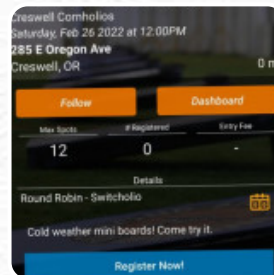 Creswell Cornholios
Saturday, Feb 26 2022 at 12:00PM
285 E Oregon Ave
Creswell, OR 0 m
Follow Dashboard
Max Spots # Registered Entry Fee
12 0 -
Details
Round Robin - Switcholio
Cold weather mini boards! Come try it.
Register Now!